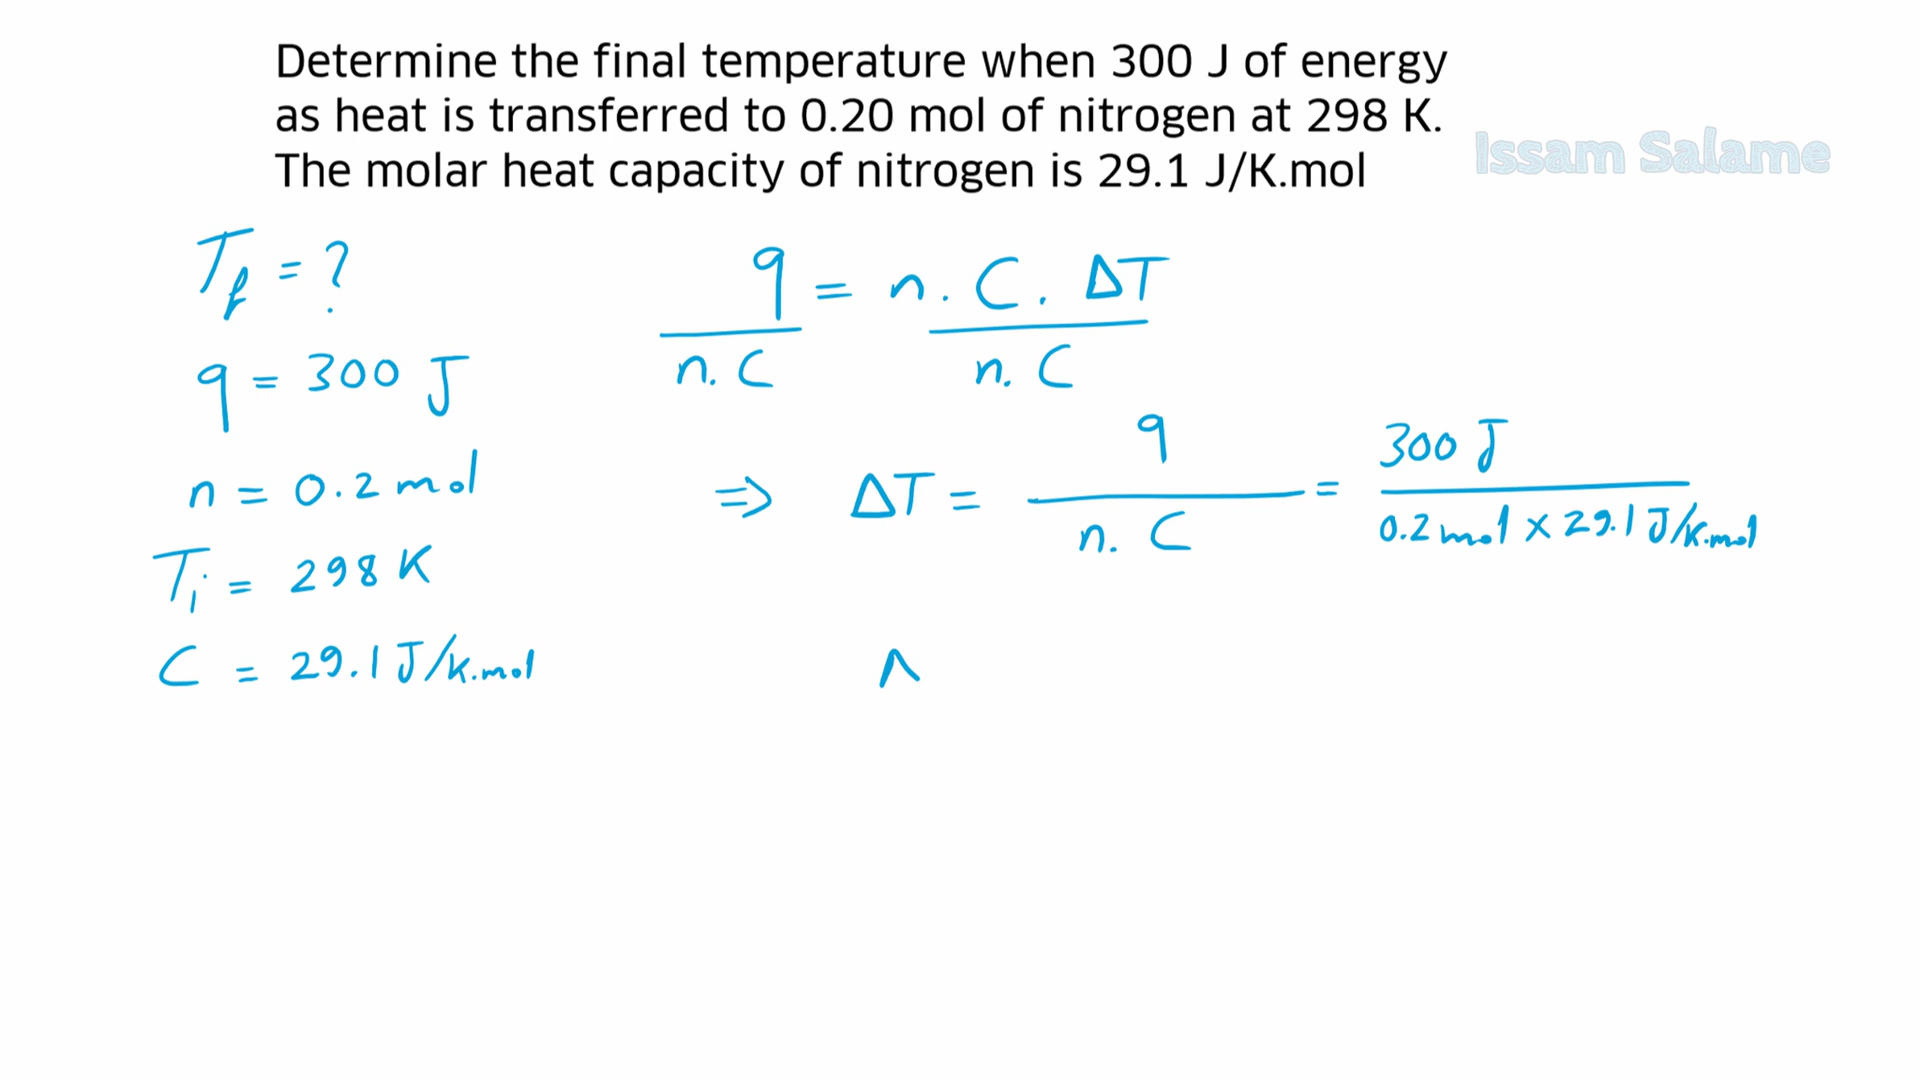 Determine the final temperature when 300 J of energy
as heat is transferred to 0.20 mol of nitrogen at 298 K.
The molar heat capacity of nitrogen is 29.1 J/K.mol
Issam Salame
T_f = ?
q = 300 J
n = 0.2 mol
T_i = 298 K
C = 29.1 J/K.mol
q = n. C. ΔT
n. C   n. C
⇒ ΔT = q / n. C = 300 J / 0.2 mol x 29.1 J/K.mol
Λ